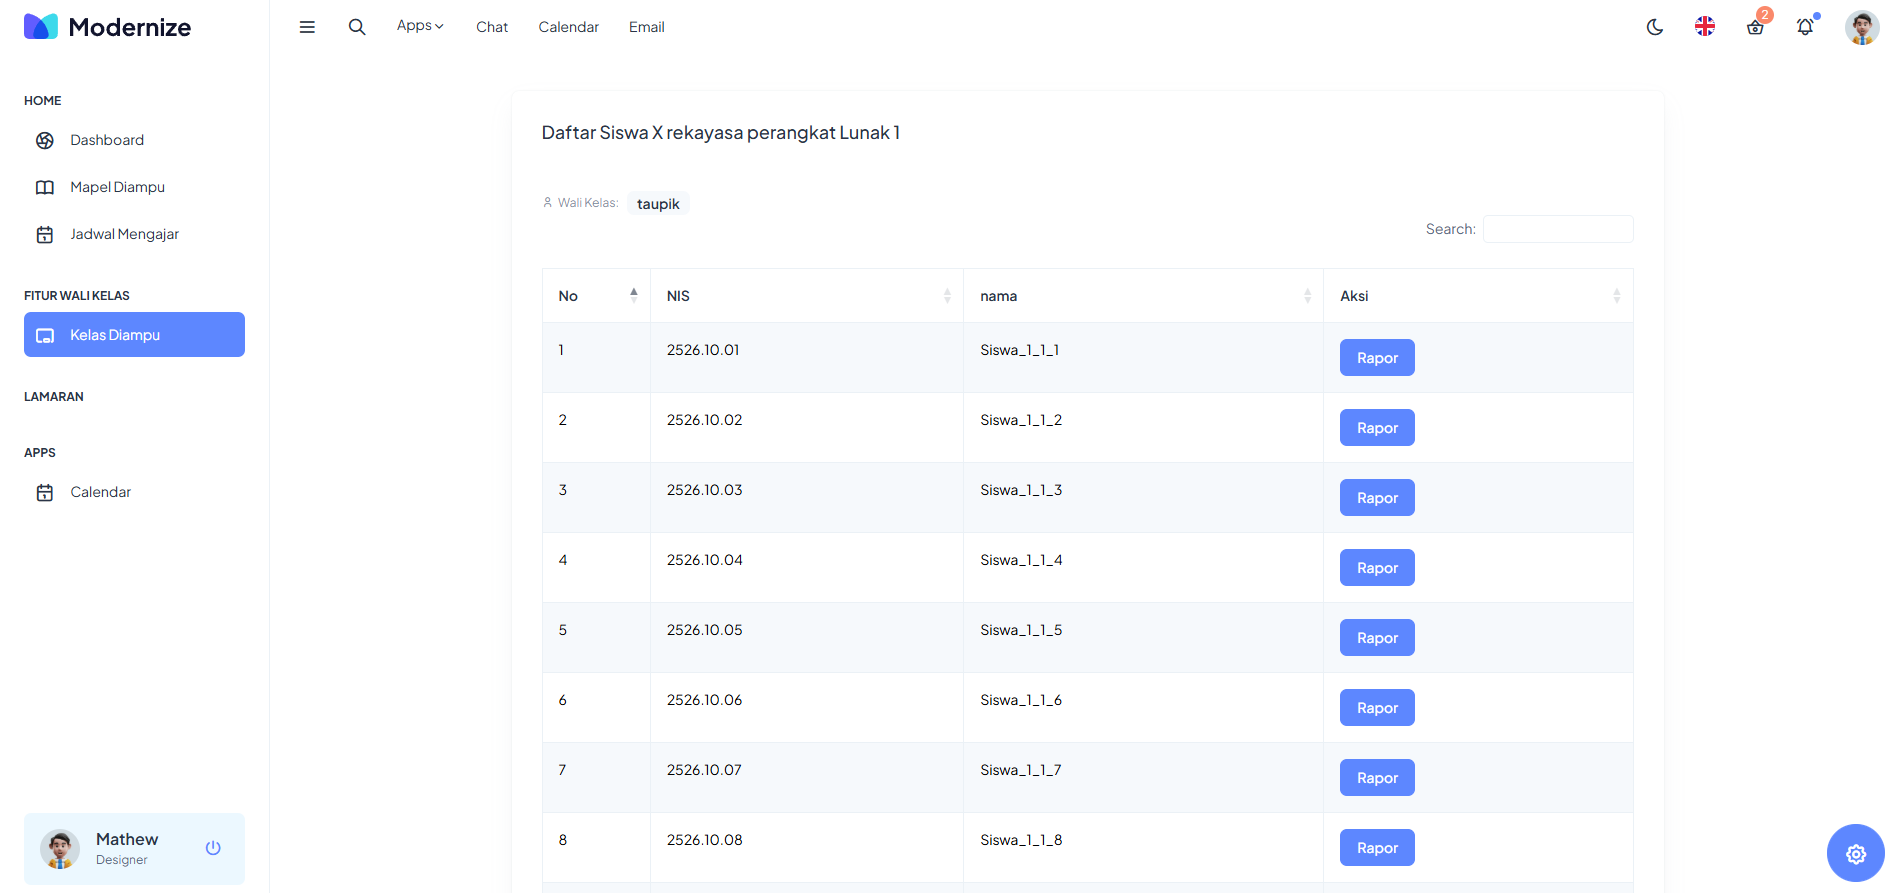 Modernize
Apps
Chat
Calendar
Email
2
HOME
Dashboard
Mapel Diampu
Jadwal Mengajar
FITUR WALI KELAS
Kelas Diampu
LAMARAN
APPS
Calendar
Mathew
Designer
Daftar Siswa X rekayasa perangkat Lunak 1
Wali Kelas: taupik
Search:
No NIS nama Aksi
1 2526.10.01 Siswa_1_1_1 Rapor
2 2526.10.02 Siswa_1_1_2 Rapor
3 2526.10.03 Siswa_1_1_3 Rapor
4 2526.10.04 Siswa_1_1_4 Rapor
5 2526.10.05 Siswa_1_1_5 Rapor
6 2526.10.06 Siswa_1_1_6 Rapor
7 2526.10.07 Siswa_1_1_7 Rapor
8 2526.10.08 Siswa_1_1_8 Rapor